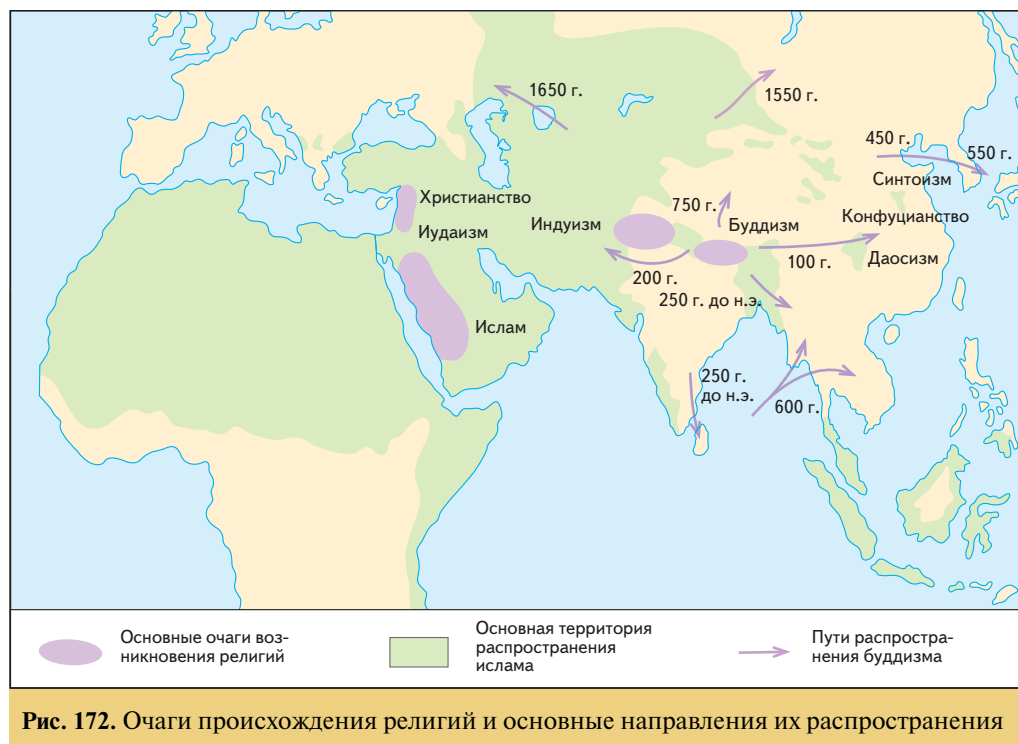 1650 г.
1550 г.
450 г.
550 г.
Синтоизм
Христианство
750 г.
Иудаизм
Индуизм
Буддизм
Конфуцианство
200 г.
100 г.
Даосизм
250 г. до н.э.
Ислам
250 г.
до н.э.
600 г.
Основные очаги воз-
никновения религий
Основная территория
распространения
ислама
Пути распростра-
нения буддизма
Рис. 172. Очаги происхождения религий и основные направления их распространения